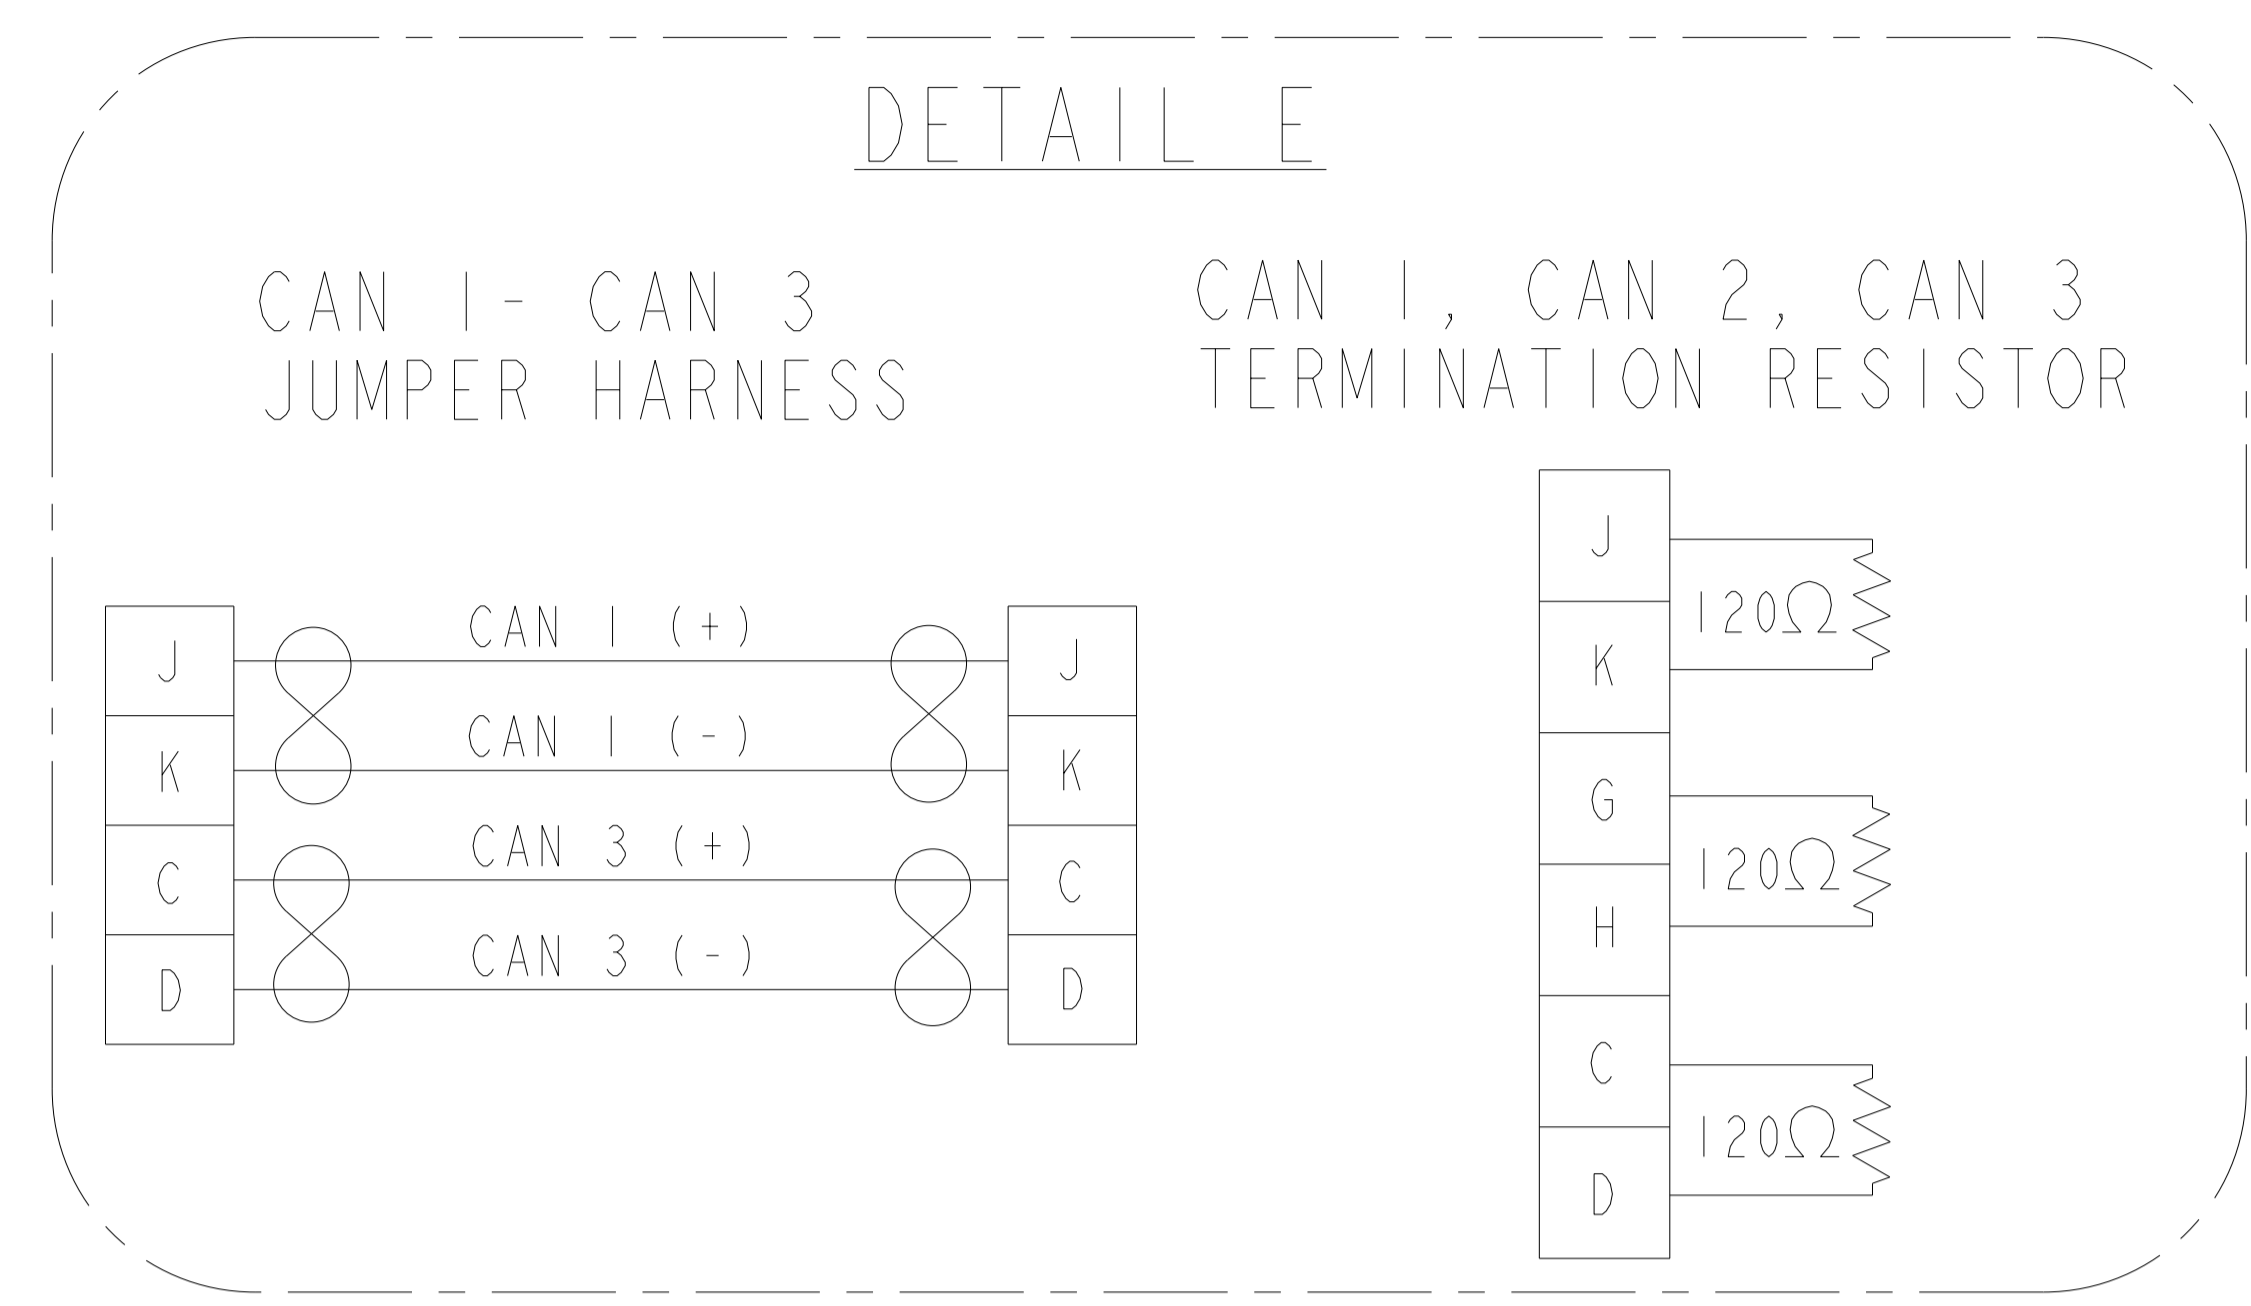 DETAIL E
CAN 1- CAN 3
JUMPER HARNESS
J
K
C
D
CAN 1 (+)
CAN 1 (-)
CAN 3 (+)
CAN 3 (-)
J
K
C
D
CAN 1, CAN 2, CAN 3
TERMINATION RESISTOR
J
K
G
H
C
D
120Ω
120Ω
120Ω